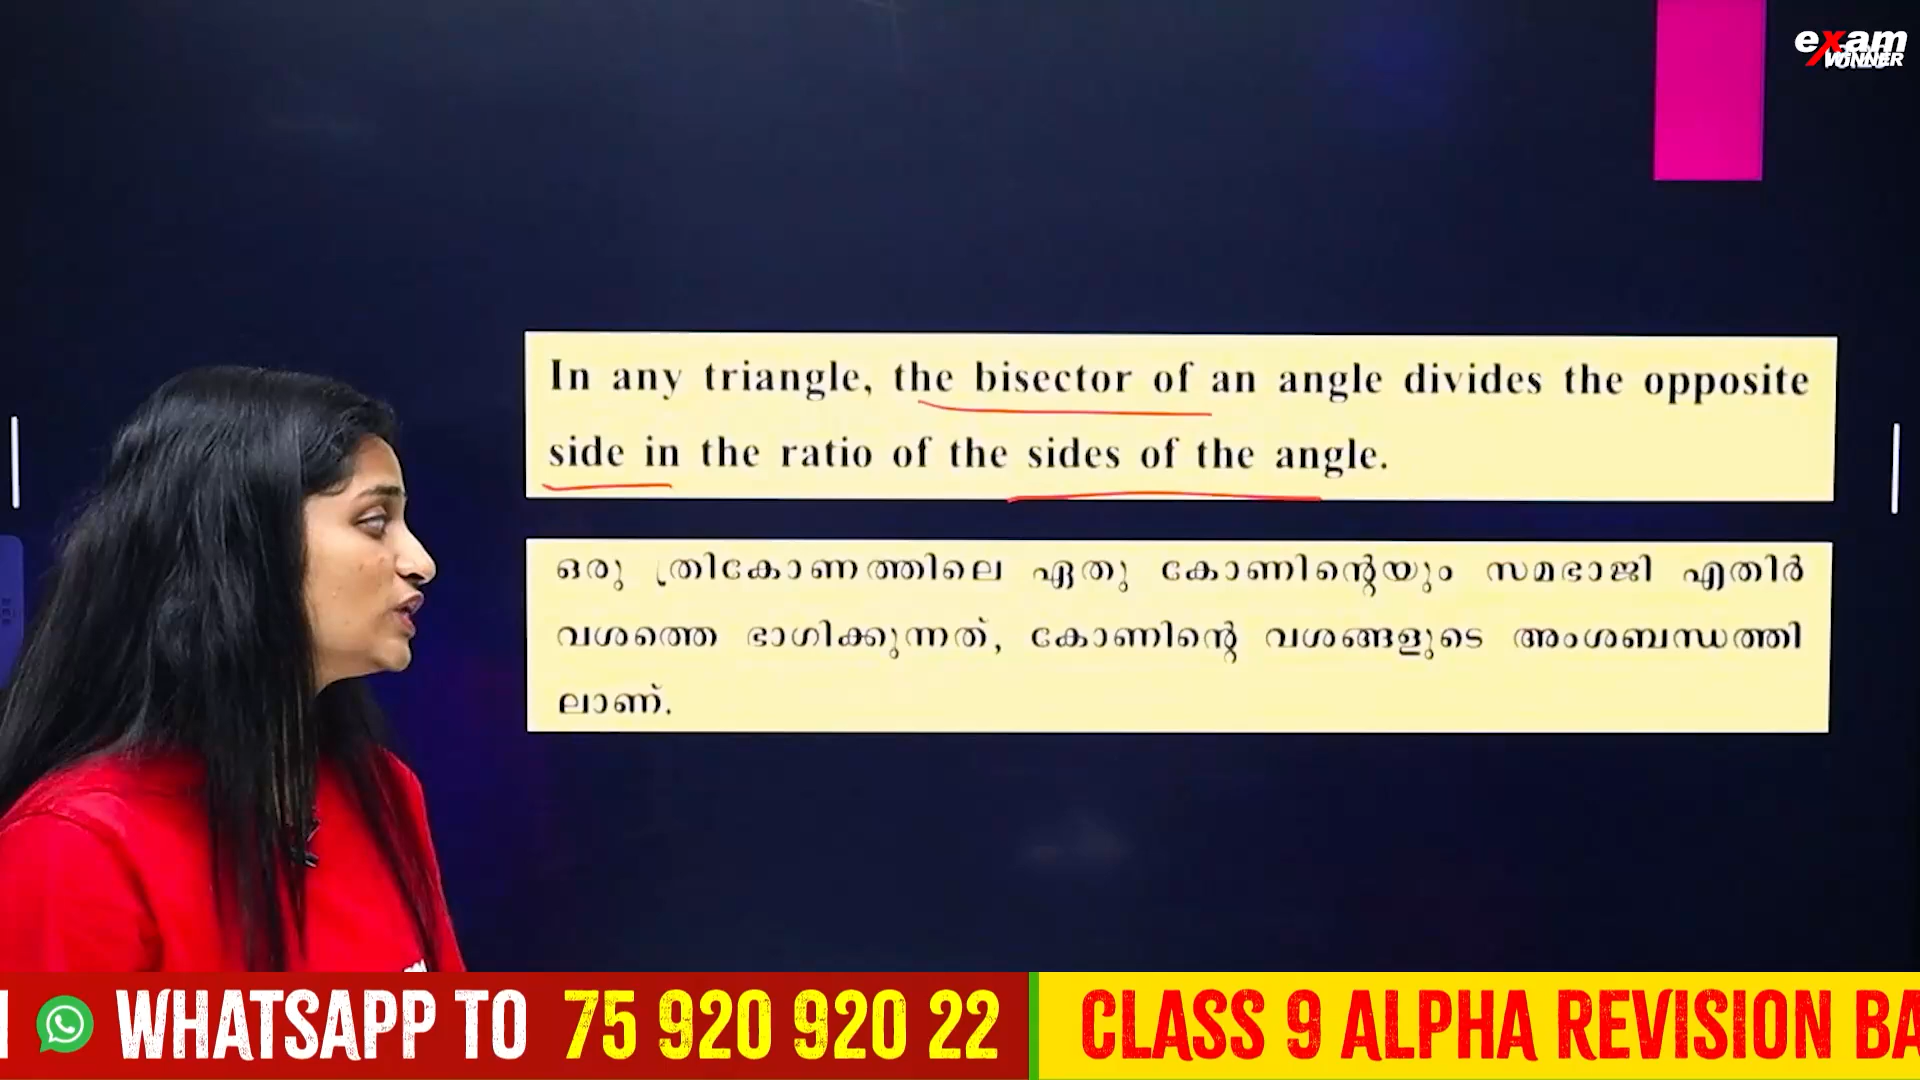 exam
WINNER
In any triangle, the bisector of an angle divides the opposite
side in the ratio of the sides of the angle.
ഒരു ത്രികോണത്തിലെ ഏതു കോണിന്റെയും സമഭാജി എതിർ
വശത്തെ ഭാഗിക്കുന്നത്, കോണിന്റെ വശങ്ങളുടെ അംശബന്ധത്തി
ലാണ്.
WHATSAPP TO 75 920 920 22 CLASS 9 ALPHA REVISION BA